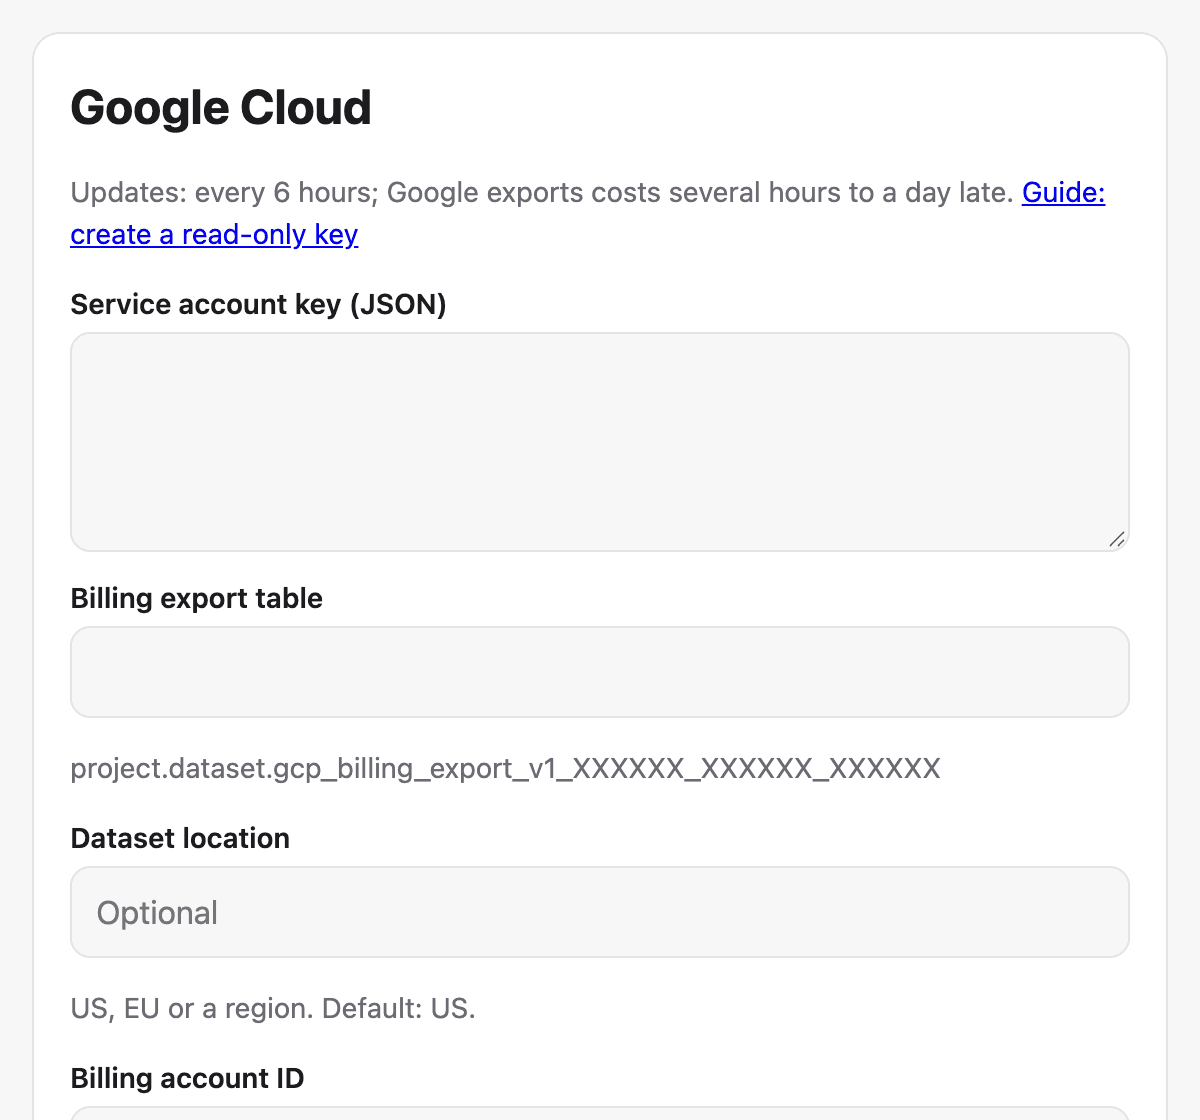 Google Cloud
Updates: every 6 hours; Google exports costs several hours to a day late. Guide:
create a read-only key
Service account key (JSON)
Billing export table
project.dataset.gcp_billing_export_v1_XXXXXX_XXXXXX_XXXXXX
Dataset location
Optional
US, EU or a region. Default: US.
Billing account ID